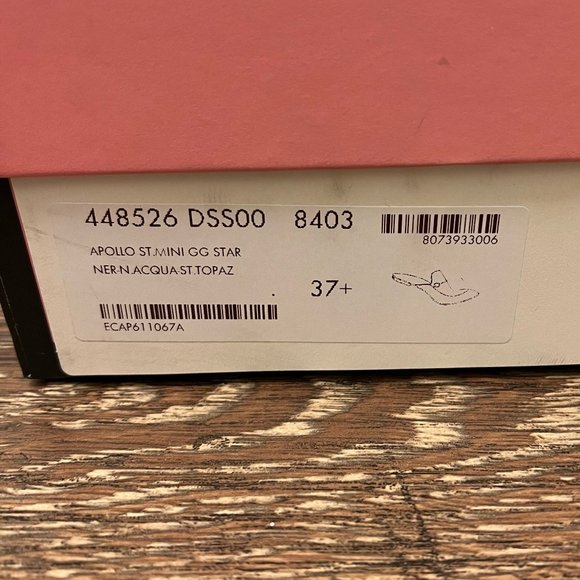 448526 DSS00 8403
8073933006
APOLLO ST.MINI GG STAR
NER-N.ACQUA-ST.TOPAZ
37+
ECAP611067A